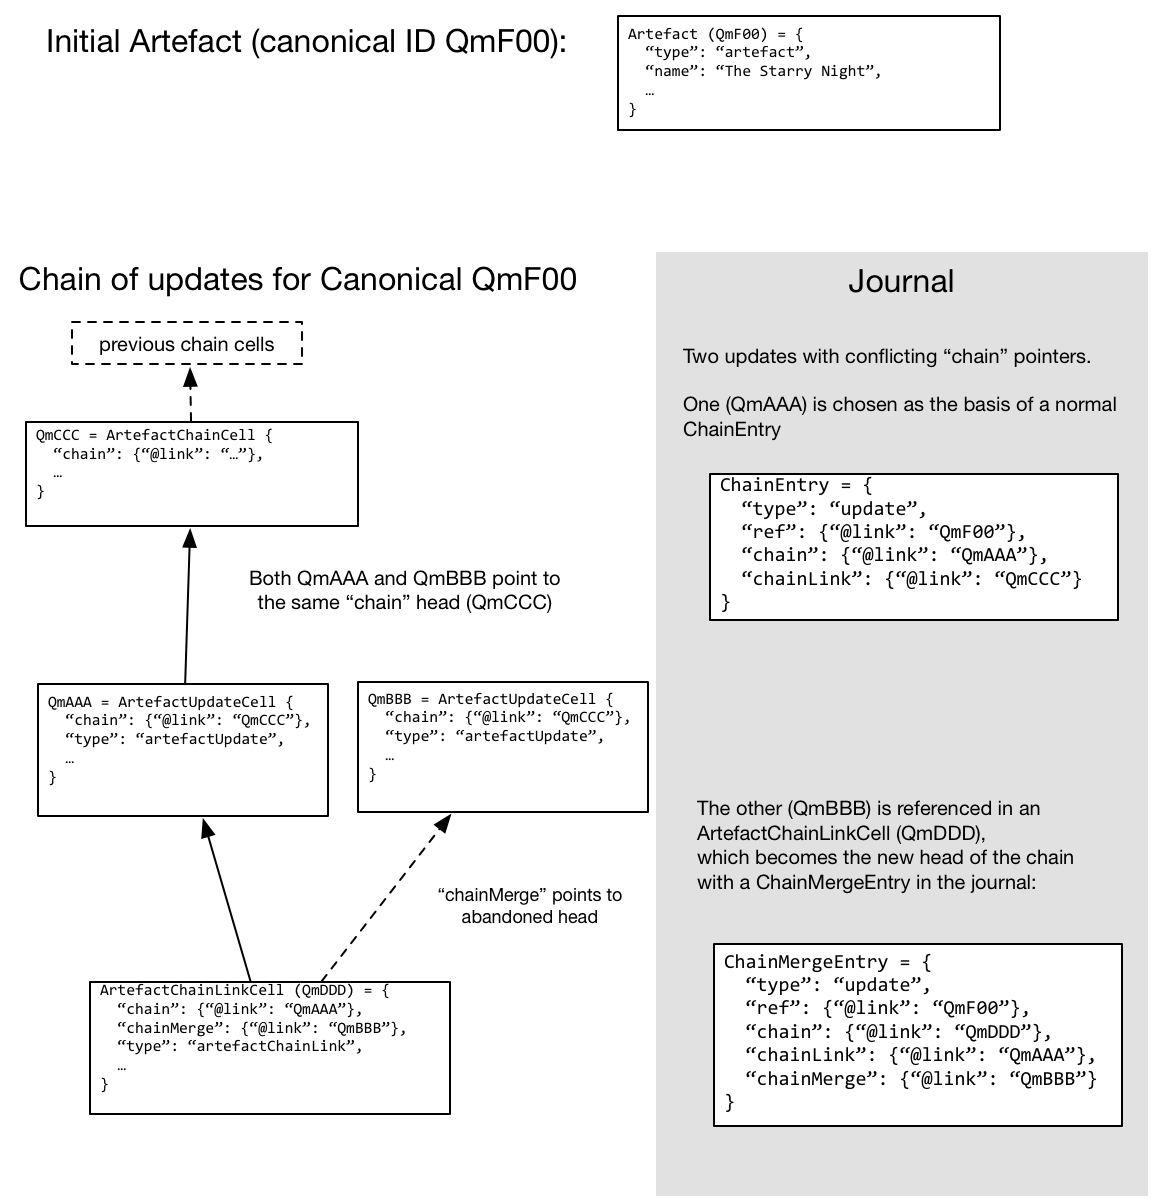 Initial Artefact (canonical ID QmF00):
Artefact (QmF00) = {
“type”: “artefact”,
“name”: “The Starry Night”,
…
}
Chain of updates for Canonical QmF00
previous chain cells
QmCCC = ArtefactChainCell {
“chain”: {“@link”: “…”},
…
}
Both QmAAA and QmBBB point to
the same “chain” head (QmCCC)
QmAAA = ArtefactUpdateCell {
“chain”: {“@link”: “QmCCC”},
“type”: “artefactUpdate”,
…
}
QmBBB = ArtefactUpdateCell {
“chain”: {“@link”: “QmCCC”},
“type”: “artefactUpdate”,
…
}
“chainMerge” points to
abandoned head
ArtefactChainLinkCell (QmDDD) = {
“chain”: {“@link”: “QmAAA”},
“chainMerge”: {“@link”: “QmBBB”},
“type”: “artefactChainLink”,
…
}
Journal
Two updates with conflicting “chain” pointers.
One (QmAAA) is chosen as the basis of a normal
ChainEntry
ChainEntry = {
“type”: “update”,
“ref”: {“@link”: “QmF00”},
“chain”: {“@link”: “QmAAA”},
“chainLink”: {“@link”: “QmCCC”}
}
The other (QmBBB) is referenced in an
ArtefactChainLinkCell (QmDDD),
which becomes the new head of the chain
with a ChainMergeEntry in the journal:
ChainMergeEntry = {
“type”: “update”,
“ref”: {“@link”: “QmF00”},
“chain”: {“@link”: “QmDDD”},
“chainLink”: {“@link”: “QmAAA”},
“chainMerge”: {“@link”: “QmBBB”}
}